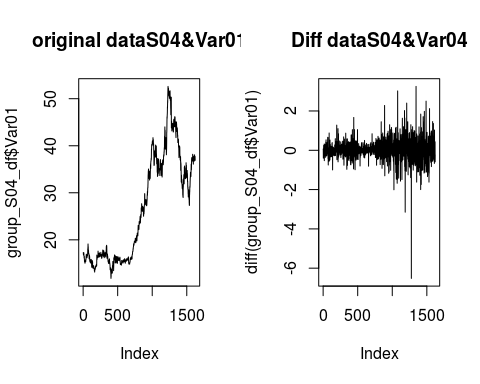 original dataS04&Var01
group_S04_df$Var01
20
30
40
50
0
500
1500
Index
Diff dataS04&Var04
diff(group_S04_df$Var01)
-6
-4
-2
0
2
0
500
1500
Index